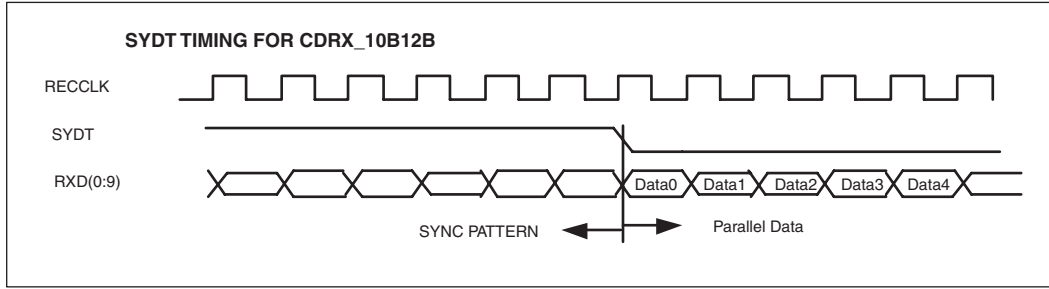 SYDT TIMING FOR CDRX_10B12B
RECCLK
SYDT
RXD(0:9)
Data0 Data1 Data2 Data3 Data4
SYNC PATTERN Parallel Data